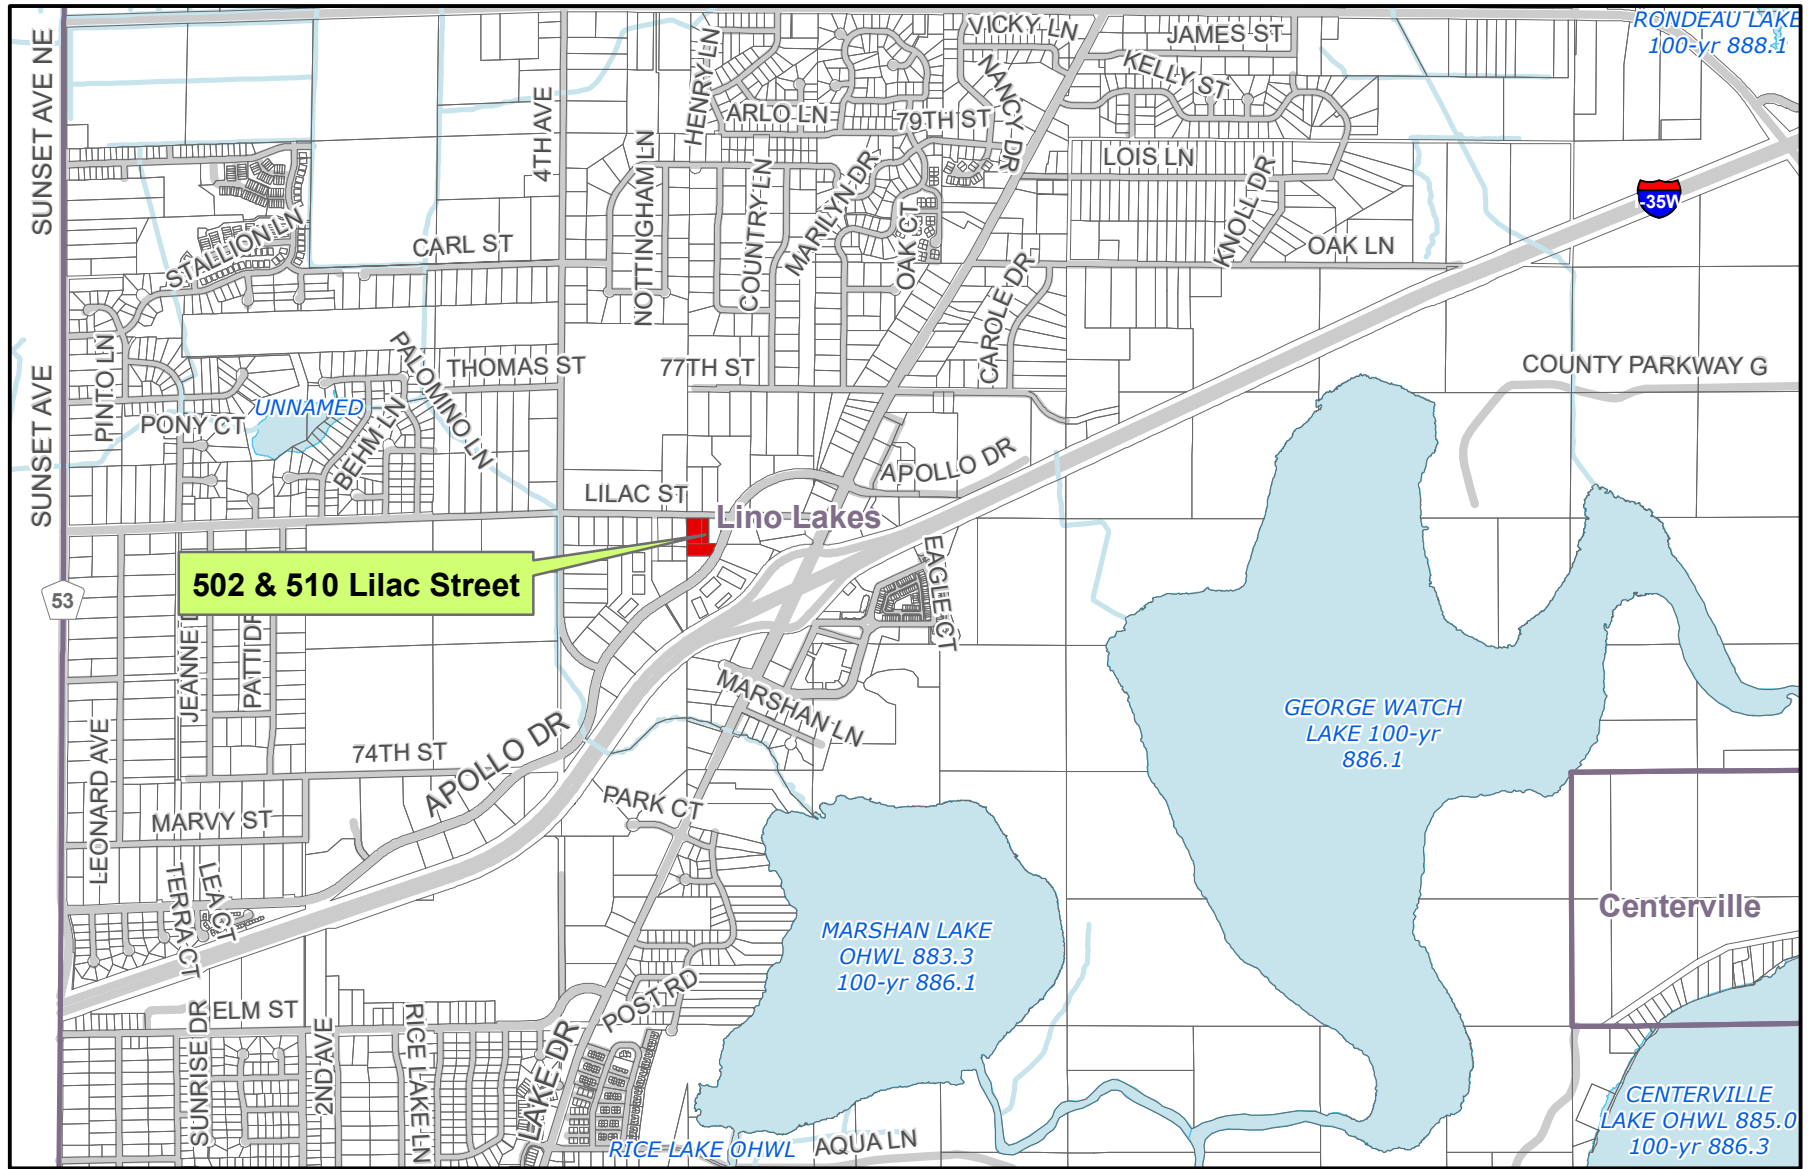 RONDEAU LAKE
100-yr 888.1
VICKY LN
JAMES ST
SUNSET AVE NE
HENRY LN
KELLY ST
NANCY DR
4TH AVE
ARLO LN
79TH ST
NOTTINGHAM LN
COUNTRY LN
MARILYN DR
LOIS LN
KNOLL DR
-35W
STALLION LN
CARL ST
OAK CT
OAK LN
CAROLE DR
PINTO LN
PALOMINO LN
THOMAS ST
77TH ST
COUNTY PARKWAY G
SUNSET AVE
UNNAMED
PONY CT
BEHM LN
APOLLO DR
LILAC ST
Lino Lakes
502 & 510 Lilac Street
EAGLE CT
53
JEANNE D
PATTI DR
MARSHAN LN
GEORGE WATCH
LAKE 100-yr
886.1
LEONARD AVE
74TH ST
APOLLO DR
PARK CT
MARVY ST
LEA CT
TERRA CT
Centerville
MARSHAN LAKE
OHWL 883.3
100-yr 886.1
POST RD
ELM ST
SUNRISE DR
2ND AVE
RICE LAKE LN
LAKE DR
CENTERVILLE
LAKE OHWL 885.0
100-yr 886.3
RICE LAKE OHWL
AQUA LN